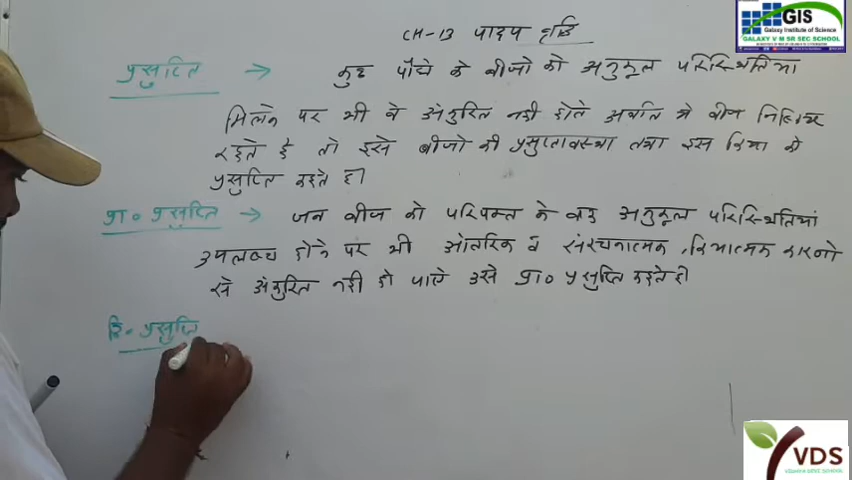 CH-13 पादप वृद्धि
प्रसुप्ति → कुछ पौधो के बीजो को अनुकूल परिस्थितिया
मिलने पर भी वे अंकुरित नही होते अर्थात ये बीज निष्क्रिय
रहते है तो इसे बीजो की प्रसुप्तावस्था तथा इस क्रिया को
प्रसुप्ति कहते है।
प्रा० प्रसुप्ति → जब बीज को परिपक्व के बाद अनुकूल परिस्थितियां
उपलब्ध होने पर भी आंतरिक व संरचनात्मक, क्रियात्मक कारणो
से अंकुरित नही हो पाते उसे प्रा० प्रसुप्ति कहते है।
द्वि० प्रसुप्ति
GIS
Galaxy Institute of Science
GALAXY V M SR SEC SCHOOL
VDS